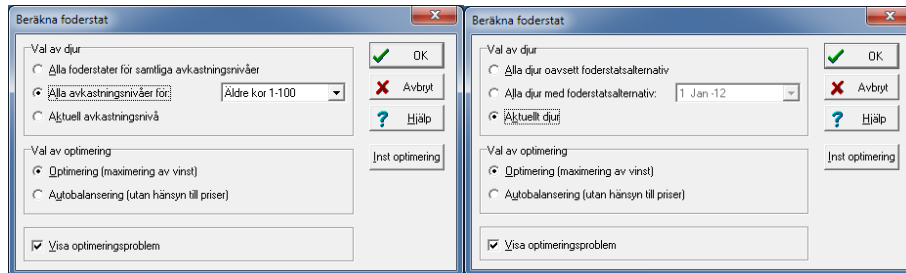 Beräkna foderstat
Val av djur
Alla foderstater för samtliga avkastningsnivåer
Alla avkastningsnivåer för:
Äldre kor 1-100
Aktuell avkastningsnivå
Val av optimering
Optimering (maximering av vinst)
Autobalansering (utan hänsyn till priser)
Visa optimeringsproblem
OK
Avbryt
Hjälp
Inst optimering
Beräkna foderstat
Val av djur
Alla djur oavsett foderstatsalternativ
Alla djur med foderstatsalternativ:
1 Jan -12
Aktuellt djur
Val av optimering
Optimering (maximering av vinst)
Autobalansering (utan hänsyn till priser)
Visa optimeringsproblem
OK
Avbryt
Hjälp
Inst optimering